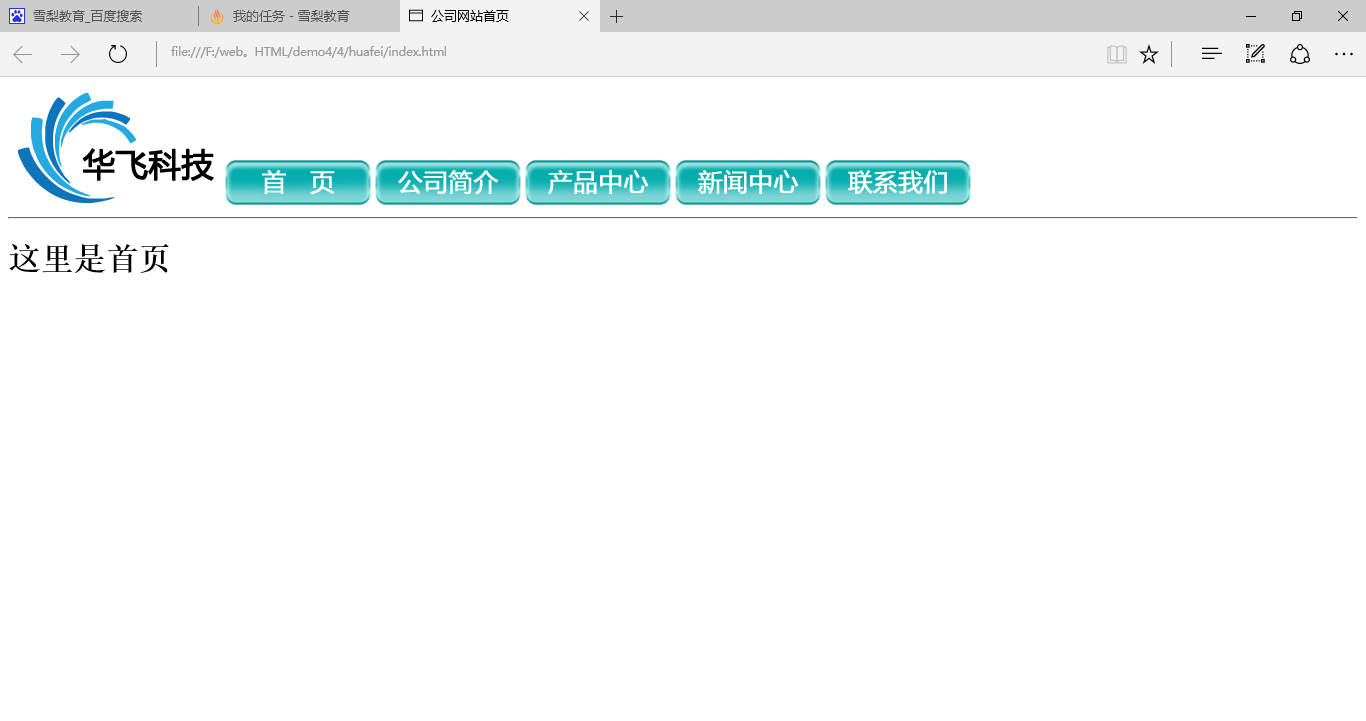 雪梨教育_百度搜索
我的任务 - 雪梨教育
公司网站首页
file:///F:/web。HTML/demo4/4/huafei/index.html
华飞科技
首 页
公司简介
产品中心
新闻中心
联系我们
这里是首页